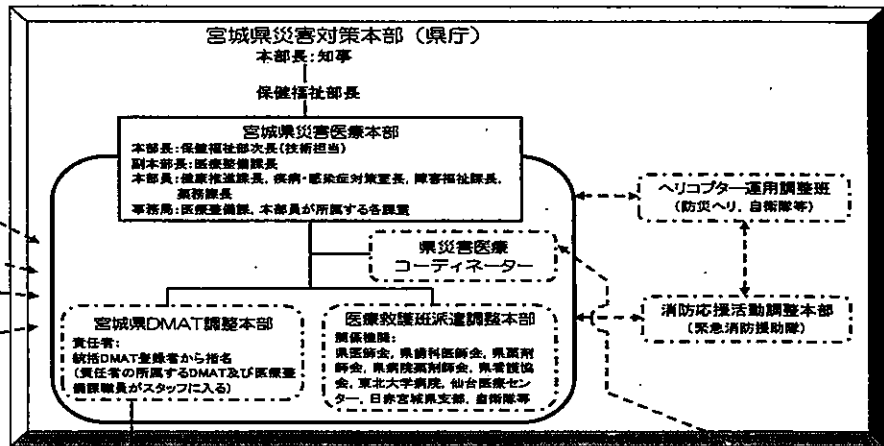 宮城県災害対策本部（県庁）
本部長：知事
保健福祉部長
宮城県災害医療本部
本部長：保健福祉部次長（技術担当）
副本部長：医療整備課長
本部員：健康推進課長，疾病・感染症対策室長，障害福祉課長，
薬務課長
事務局：医療整備課，本部員が所属する各課室
ヘリコプター運用調整班
（防災ヘリ，自衛隊等）
県災害医療
コーディネーター
宮城県DMAT調整本部
責任者：
統括DMAT登録者から指名
（責任者の所属するDMAT及び医療整
備課職員がスタッフに入る）
医療救護班派遣調整本部
関係機関：
県医師会，県歯科医師会，県薬剤
師会，県病院薬剤師会，県看護協
会，東北大学病院，仙台医療セン
ター，日赤宮城県支部，自衛隊等
消防応援活動調整本部
（緊急消防援助隊）